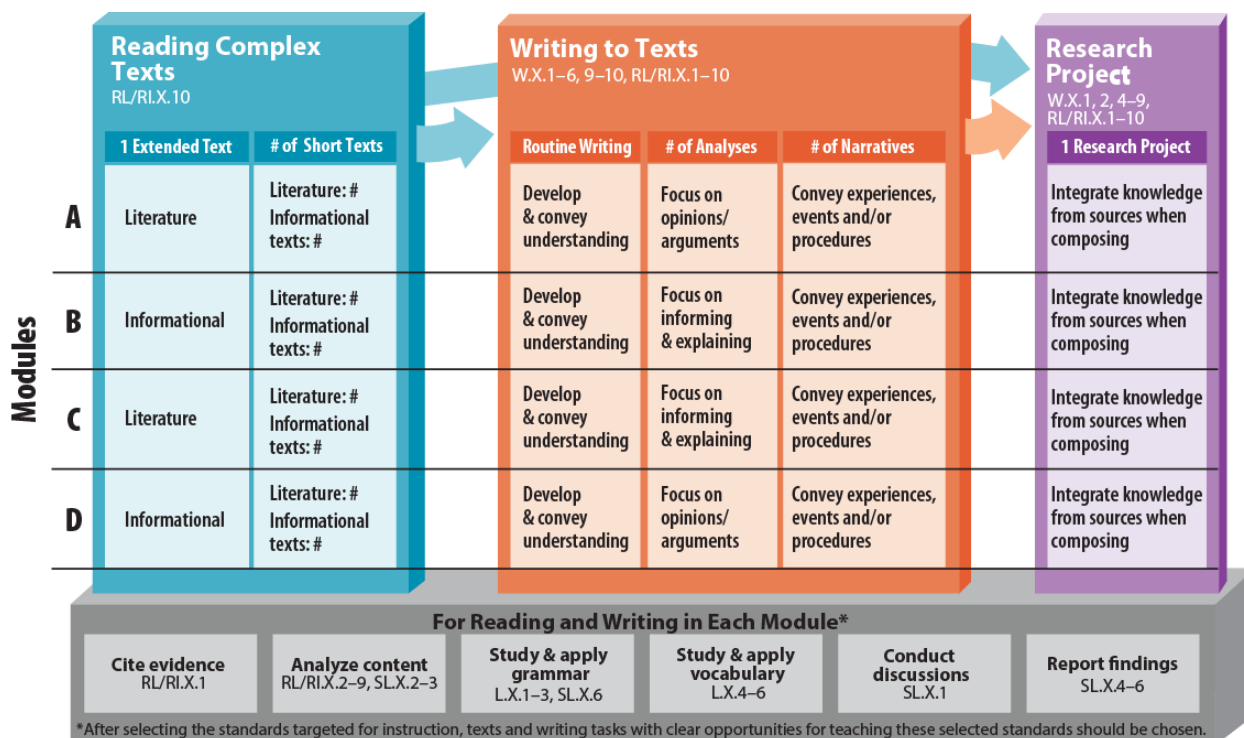 Reading Complex
Texts
RL/RI.X.10
Writing to Texts
W.X.1–6, 9–10, RL/RI.X.1–10
Research
Project
W.X.1, 2, 4–9,
RL/RI.X.1–10
1 Extended Text
# of Short Texts
Routine Writing
# of Analyses
# of Narratives
1 Research Project
Modules
A
Literature
Literature: #
Informational
texts: #
Develop
& convey
understanding
Focus on
opinions/
arguments
Convey experiences,
events and/or
procedures
Integrate knowledge
from sources when
composing
B
Informational
Literature: #
Informational
texts: #
Develop
& convey
understanding
Focus on
informing
& explaining
Convey experiences,
events and/or
procedures
Integrate knowledge
from sources when
composing
C
Literature
Literature: #
Informational
texts: #
Develop
& convey
understanding
Focus on
informing
& explaining
Convey experiences,
events and/or
procedures
Integrate knowledge
from sources when
composing
D
Informational
Literature: #
Informational
texts: #
Develop
& convey
understanding
Focus on
opinions/
arguments
Convey experiences,
events and/or
procedures
Integrate knowledge
from sources when
composing
For Reading and Writing in Each Module*
Cite evidence
RL/RI.X.1
Analyze content
RL/RI.X.2–9, SL.X.2–3
Study & apply
grammar
L.X.1–3, SL.X.6
Study & apply
vocabulary
L.X.4–6
Conduct
discussions
SL.X.1
Report findings
SL.X.4–6
*After selecting the standards targeted for instruction, texts and writing tasks with clear opportunities for teaching these selected standards should be chosen.